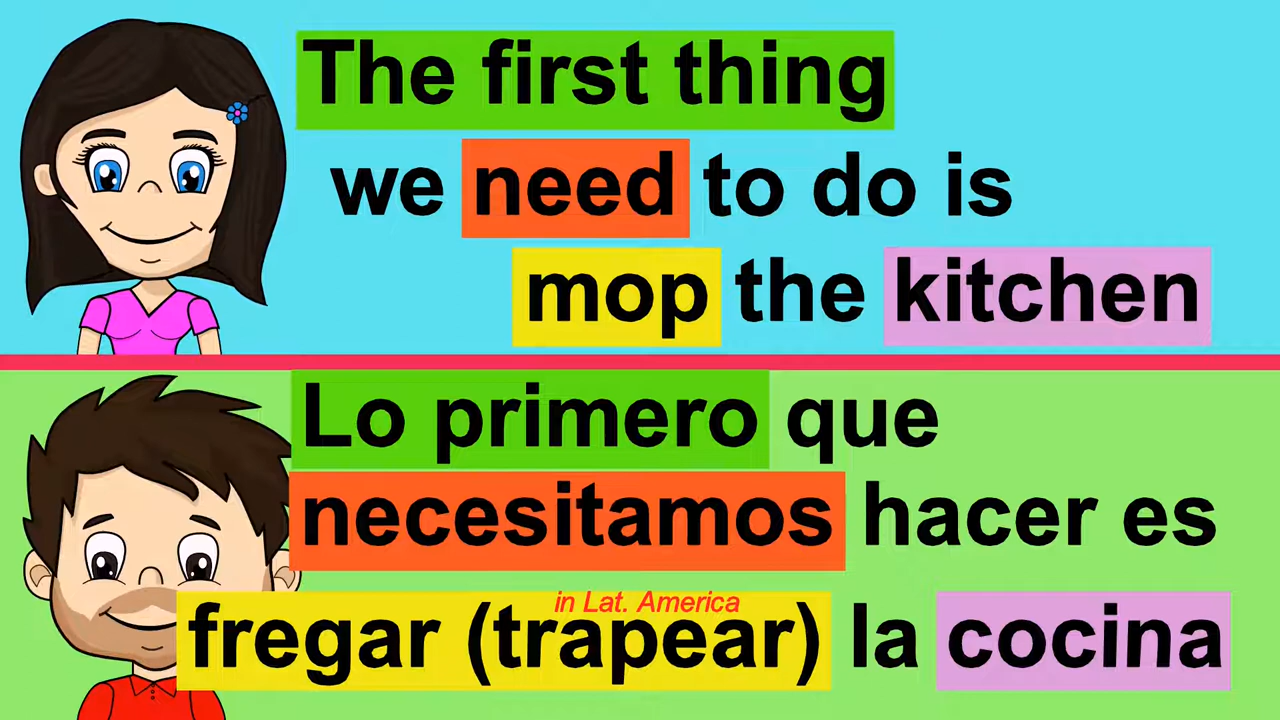 The first thing
we need to do is
mop the kitchen
Lo primero que
necesitamos hacer es
in Lat. America
fregar (trapear) la cocina